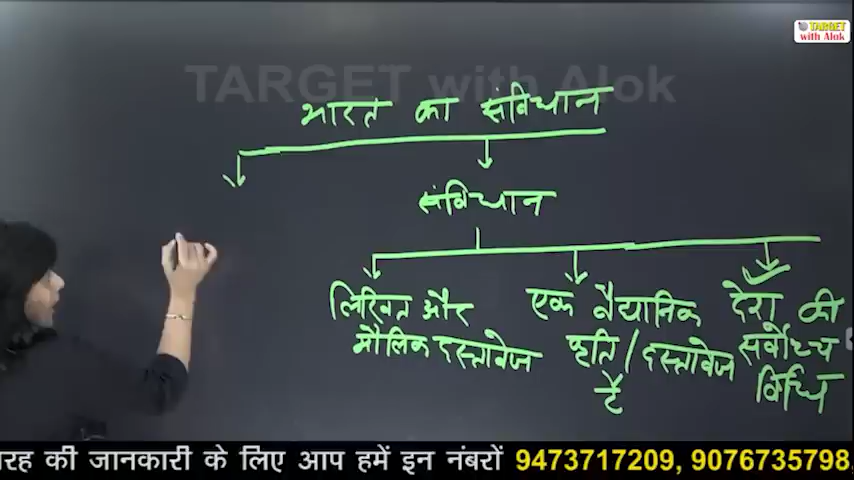 TARGET
with Alok
TARGET with Alok
भारत का संविधान
संविधान
लिखित और
मौलिक दस्तावेज
एक वैधानिक
कृति / दस्तावेज
है
देश की
सर्वोच्च
विधि
तरह की जानकारी के लिए आप हमें इन नंबरों 9473717209, 9076735798,